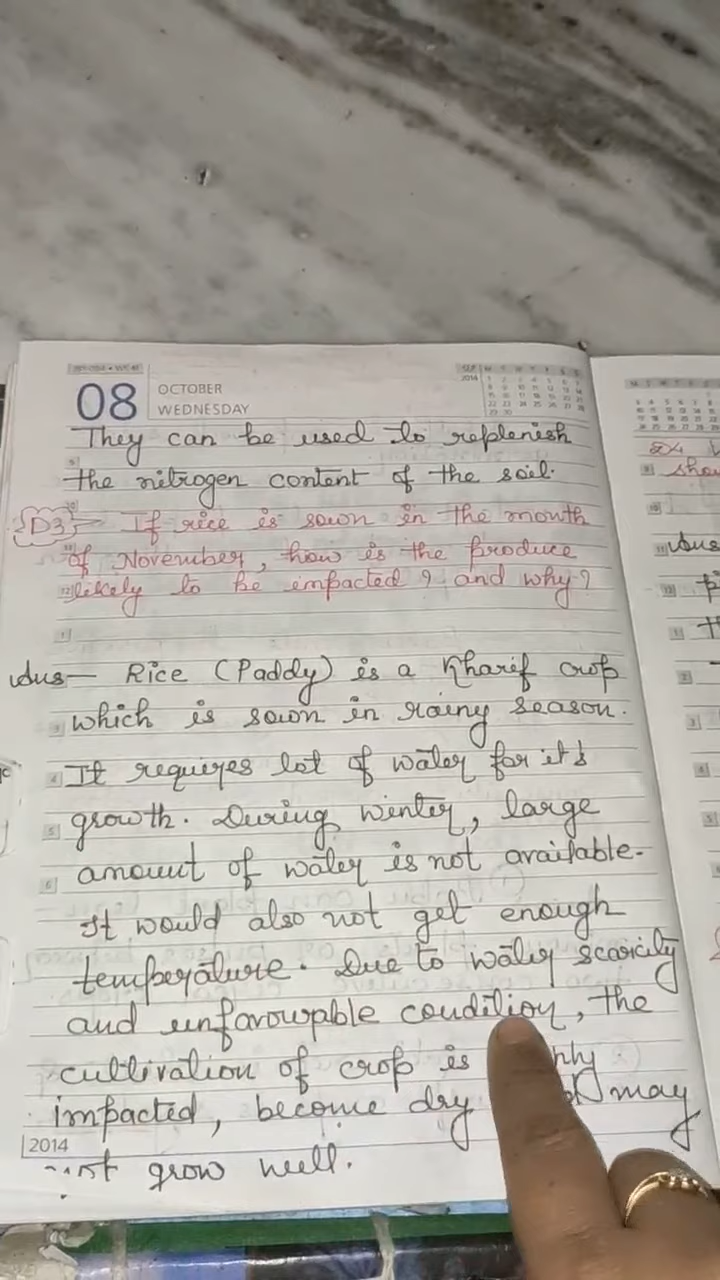 08 OCTOBER
WEDNESDAY
SEP
2014
They can be used to replenish
the nitrogen content of the soil.
D3 If rice is sown in the month
of November, how is the produce
likely to be impacted? and why?
Rice (Paddy) is a Kharif crop
which is sown in rainy season.
It requires lot of water for it's
growth. During winter, large
amount of water is not available.
It would also not get enough
temperature. Due to water scarcity
and unfavourable condition, the
cultivation of crop is
impacted, become dry may
not grow well.
2014